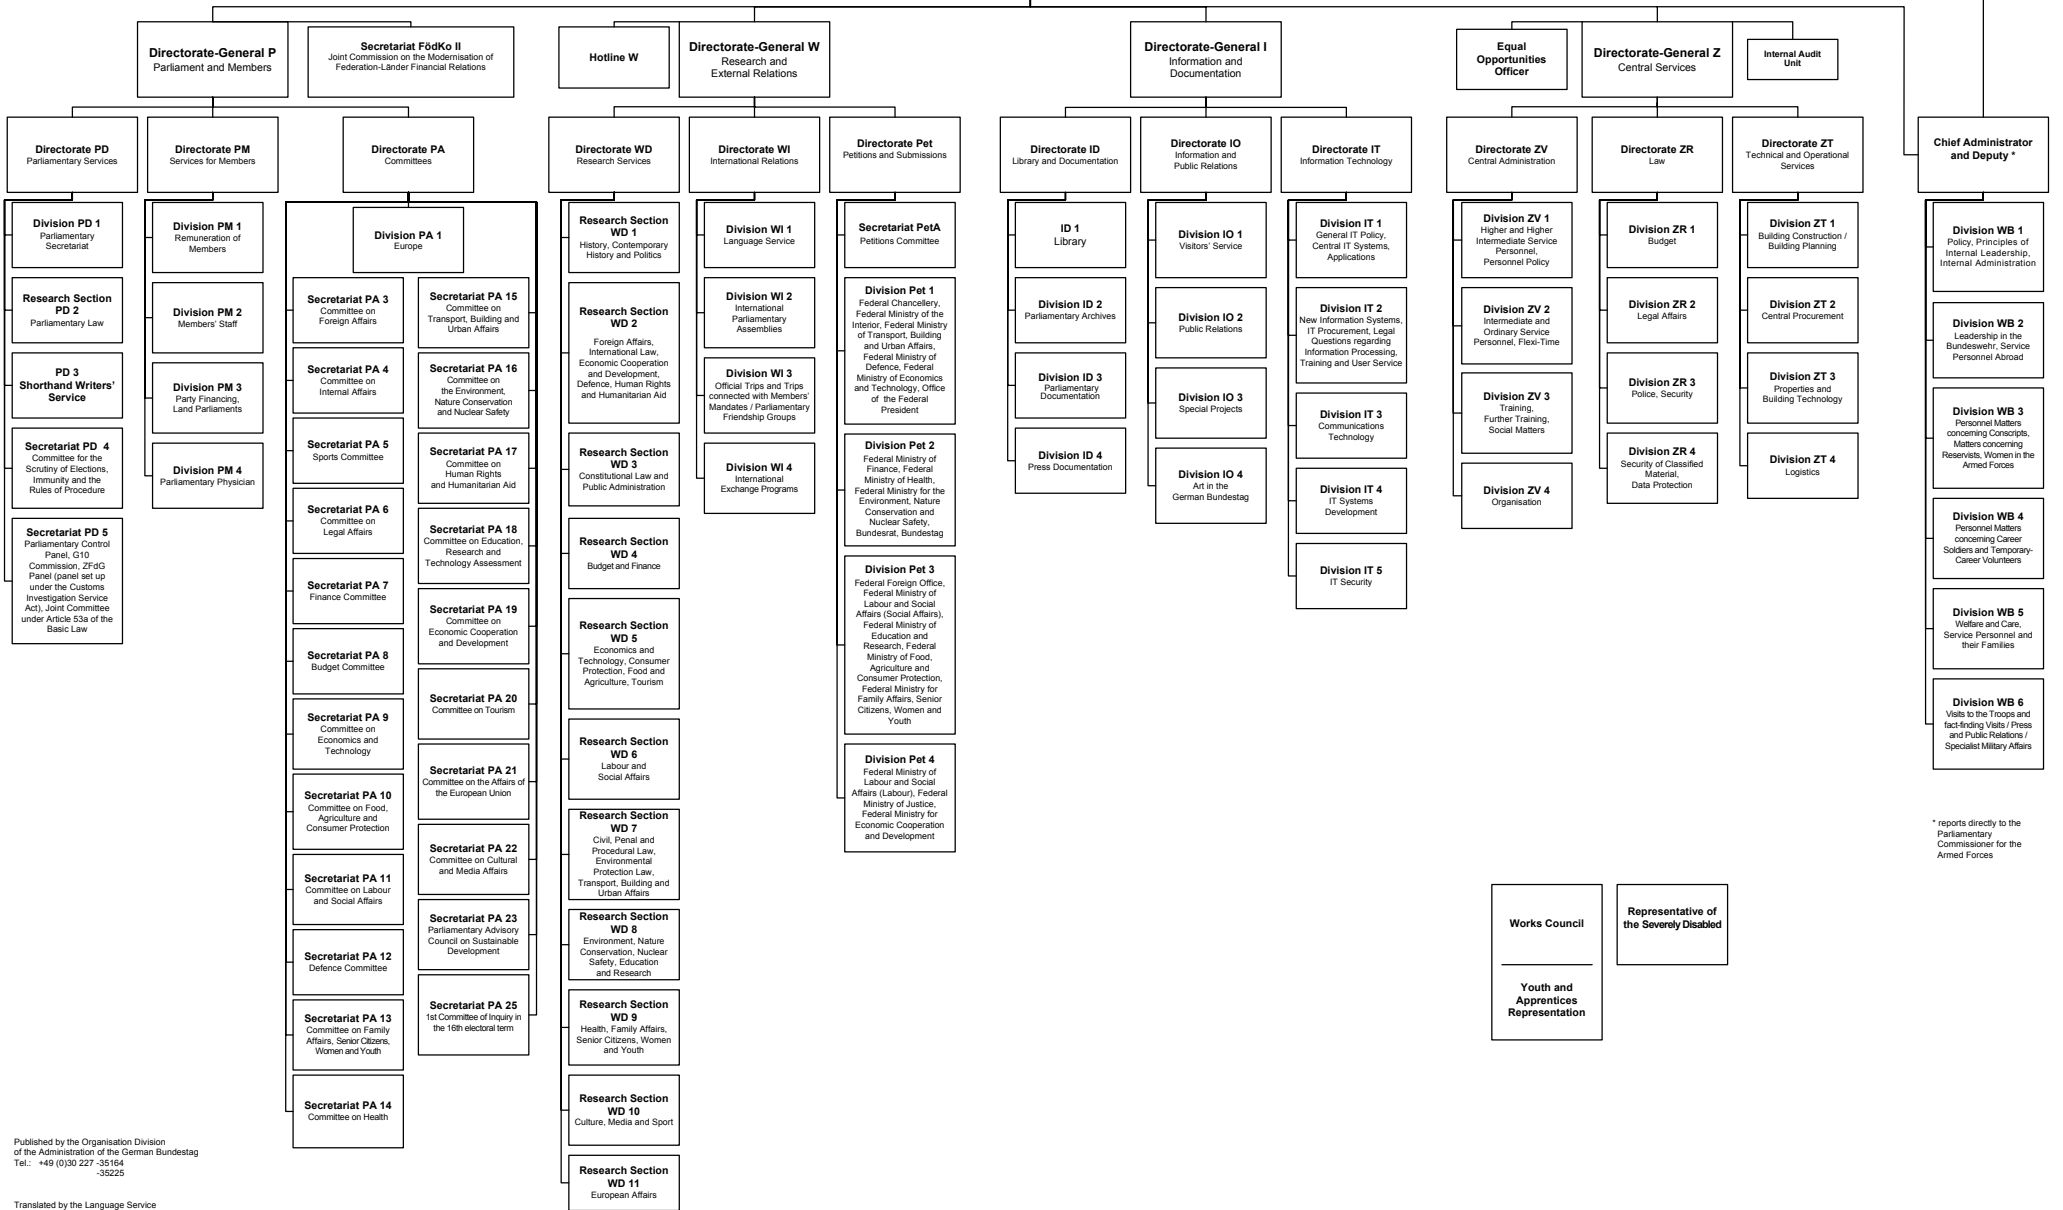 Directorate-General P
Parliament and Members
Secretariat FödKo II
Joint Commission on the Modernisation of
Federation-Länder Financial Relations
Hotline W
Directorate-General W
Research and
External Relations
Directorate-General I
Information and
Documentation
Equal
Opportunities
Officer
Directorate-General Z
Central Services
Internal Audit
Unit
Directorate PD
Parliamentary Services
Directorate PM
Services for Members
Directorate PA
Committees
Directorate WD
Research Services
Directorate WI
International Relations
Directorate Pet
Petitions and Submissions
Directorate ID
Library and Documentation
Directorate IO
Information and
Public Relations
Directorate IT
Information Technology
Directorate ZV
Central Administration
Directorate ZR
Law
Directorate ZT
Technical and Operational
Services
Chief Administrator
and Deputy *
Division PD 1
Parliamentary
Secretariat
Research Section
PD 2
Parliamentary Law
PD 3
Shorthand Writers'
Service
Secretariat PD 4
Committee for the
Scrutiny of Elections,
Immunity and the
Rules of Procedure
Secretariat PD 5
Parliamentary Control
Panel, G10
Commission, ZFdG
Panel (panel set up
under the Customs
Investigation Service
Act), Joint Committee
under Article 53a of the
Basic Law
Division PM 1
Remuneration of
Members
Division PM 2
Members' Staff
Division PM 3
Party Financing,
Land Parliaments
Division PM 4
Parliamentary Physician
Division PA 1
Europe
Secretariat PA 3
Committee on
Foreign Affairs
Secretariat PA 4
Committee on
Internal Affairs
Secretariat PA 5
Sports Committee
Secretariat PA 6
Committee on
Legal Affairs
Secretariat PA 7
Finance Committee
Secretariat PA 8
Budget Committee
Secretariat PA 9
Committee on
Economics and
Technology
Secretariat PA 10
Committee on Food,
Agriculture and
Consumer Protection
Secretariat PA 11
Committee on Labour
and Social Affairs
Secretariat PA 12
Defence Committee
Secretariat PA 13
Committee on Family
Affairs, Senior Citizens,
Women and Youth
Secretariat PA 14
Committee on Health
Secretariat PA 15
Committee on
Transport, Building and
Urban Affairs
Secretariat PA 16
Committee on
the Environment,
Nature Conservation
and Nuclear Safety
Secretariat PA 17
Committee on
Human Rights
and Humanitarian Aid
Secretariat PA 18
Committee on Education,
Research and
Technology Assessment
Secretariat PA 19
Committee on
Economic Cooperation
and Development
Secretariat PA 20
Committee on Tourism
Secretariat PA 21
Committee on the Affairs of
the European Union
Secretariat PA 22
Committee on Cultural
and Media Affairs
Secretariat PA 23
Parliamentary Advisory
Council on Sustainable
Development
Secretariat PA 25
1st Committee of Inquiry in
the 16th electoral term
Research Section
WD 1
History, Contemporary
History and Politics
Research Section
WD 2
Foreign Affairs,
International Law,
Economic Cooperation
and Development,
Defence, Human Rights
and Humanitarian Aid
Research Section
WD 3
Constitutional Law and
Public Administration
Research Section
WD 4
Budget and Finance
Research Section
WD 5
Economics and
Technology, Consumer
Protection, Food and
Agriculture, Tourism
Research Section
WD 6
Labour and
Social Affairs
Research Section
WD 7
Civil, Penal and
Procedural Law,
Environmental
Protection Law,
Transport, Building and
Urban Affairs
Research Section
WD 8
Environment, Nature
Conservation, Nuclear
Safety, Education
and Research
Research Section
WD 9
Health, Family Affairs,
Senior Citizens, Women
and Youth
Research Section
WD 10
Culture, Media and Sport
Research Section
WD 11
European Affairs
Division WI 1
Language Service
Division WI 2
International
Parliamentary
Assemblies
Division WI 3
Official Trips and Trips
connected with Members'
Mandates / Parliamentary
Friendship Groups
Division WI 4
International
Exchange Programs
Secretariat PetA
Petitions Committee
Division Pet 1
Federal Chancellery,
Federal Ministry of the
Interior, Federal Ministry
of Transport, Building
and Urban Affairs,
Federal Ministry of
Defence, Federal
Ministry of Economics
and Technology, Office
of the Federal
President
Division Pet 2
Federal Ministry of
Finance, Federal
Ministry of Health,
Federal Ministry for the
Environment, Nature
Conservation and
Nuclear Safety,
Bundesrat, Bundestag
Division Pet 3
Federal Foreign Office,
Federal Ministry of
Labour and Social
Affairs (Social Affairs),
Federal Ministry of
Education and
Research, Federal
Ministry of Food,
Agriculture and
Consumer Protection,
Federal Ministry for
Family Affairs, Senior
Citizens, Women and
Youth
Division Pet 4
Federal Ministry of
Labour and Social
Affairs (Labour), Federal
Ministry of Justice,
Federal Ministry for
Economic Cooperation
and Development
ID 1
Library
Division ID 2
Parliamentary Archives
Division ID 3
Parliamentary
Documentation
Division ID 4
Press Documentation
Division IO 1
Visitors' Service
Division IO 2
Public Relations
Division IO 3
Special Projects
Division IO 4
Art in the
German Bundestag
Division IT 1
General IT Policy,
Central IT Systems,
Applications
Division IT 2
New Information Systems,
IT Procurement, Legal
Questions regarding
Information Processing,
Training and User Service
Division IT 3
Communications
Technology
Division IT 4
IT Systems
Development
Division IT 5
IT Security
Division ZV 1
Higher and Higher
Intermediate Service
Personnel,
Personnel Policy
Division ZV 2
Intermediate and
Ordinary Service
Personnel, Flexi-Time
Division ZV 3
Training,
Further Training,
Social Matters
Division ZV 4
Organisation
Division ZR 1
Budget
Division ZR 2
Legal Affairs
Division ZR 3
Police, Security
Division ZR 4
Security of Classified
Material,
Data Protection
Division ZT 1
Building Construction /
Building Planning
Division ZT 2
Central Procurement
Division ZT 3
Properties and
Building Technology
Division ZT 4
Logistics
Division WB 1
Policy, Principles of
Internal Leadership,
Internal Administration
Division WB 2
Leadership in the
Bundeswehr, Service
Personnel Abroad
Division WB 3
Personnel Matters
concerning Conscripts,
Matters concerning
Reservists, Women in the
Armed Forces
Division WB 4
Personnel Matters
concerning Career
Soldiers and Temporary-
Career Volunteers
Division WB 5
Welfare and Care,
Service Personnel and
their Families
Division WB 6
Visits to the Troops and
fact-finding Visits / Press
and Public Relations /
Specialist Military Affairs
* reports directly to the
Parliamentary
Commissioner for the
Armed Forces
Works Council
Youth and
Apprentices
Representation
Representative of
the Severely Disabled
Published by the Organisation Division
of the Administration of the German Bundestag
Tel.: +49 (0)30 227 -35164
-35225
Translated by the Language Service